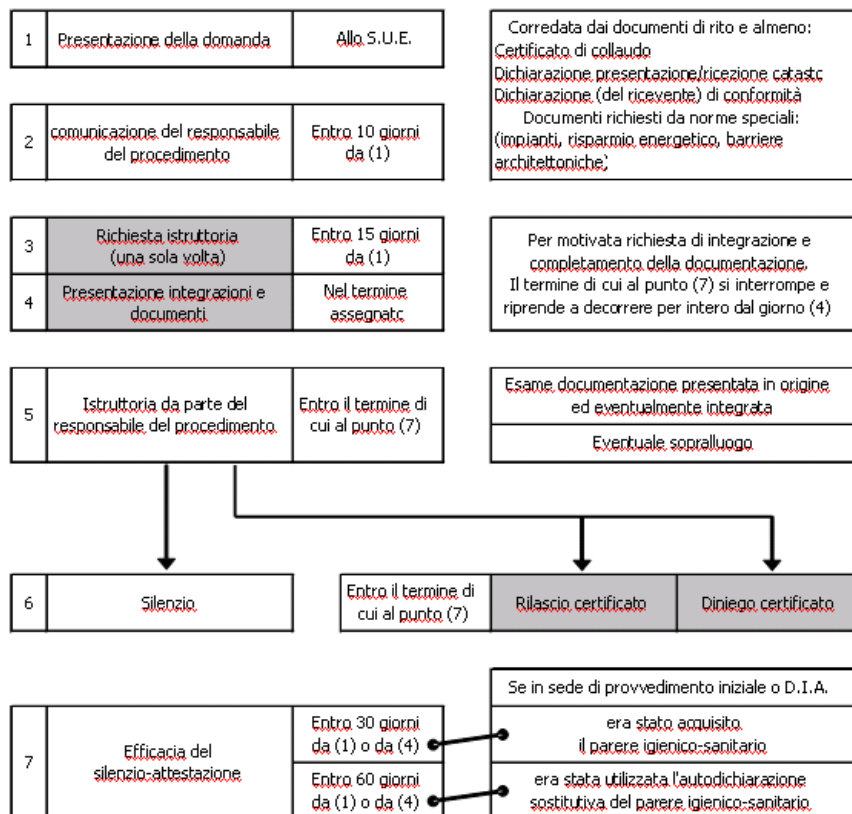 1
Presentazione della domanda
Allo S.U.E.
Corredata dai documenti di rito e almeno:
Certificato di collaudo
Dichiarazione presentazione/ricezione catastc
Dichiarazione (del ricevente) di conformità
Documenti richiesti da norme speciali:
(impianti, risparmio energetico, barriere
architettoniche)
2
comunicazione del responsabile
del procedimento
Entro 10 giorni
da (1)
3
Richiesta istruttoria
(una sola volta)
Entro 15 giorni
da (1)
4
Presentazione integrazioni e
documenti
Nel termine
assegnatc
Per motivata richiesta di integrazione e
completamento della documentazione.
Il termine di cui al punto (7) si interrompe e
riprende a decorrere per intero dal giorno (4)
5
Istruttoria da parte del
responsabile del procedimento
Entro il termine di
cui al punto (7)
Esame documentazione presentata in origine
ed eventualmente integrata
Eventuale sopralluogo
6
Silenzio
Entro il termine di
cui al punto (7)
Rilascio certificato
Diniego certificato
7
Efficacia del
silenzio-attestazione
Entro 30 giorni
da (1) o da (4)
Entro 60 giorni
da (1) o da (4)
Se in sede di provvedimento iniziale o D.I.A.
era stato acquisito
il parere igienico-sanitario
era stata utilizzata l'autodichiarazione
sostitutiva del parere igienico-sanitario